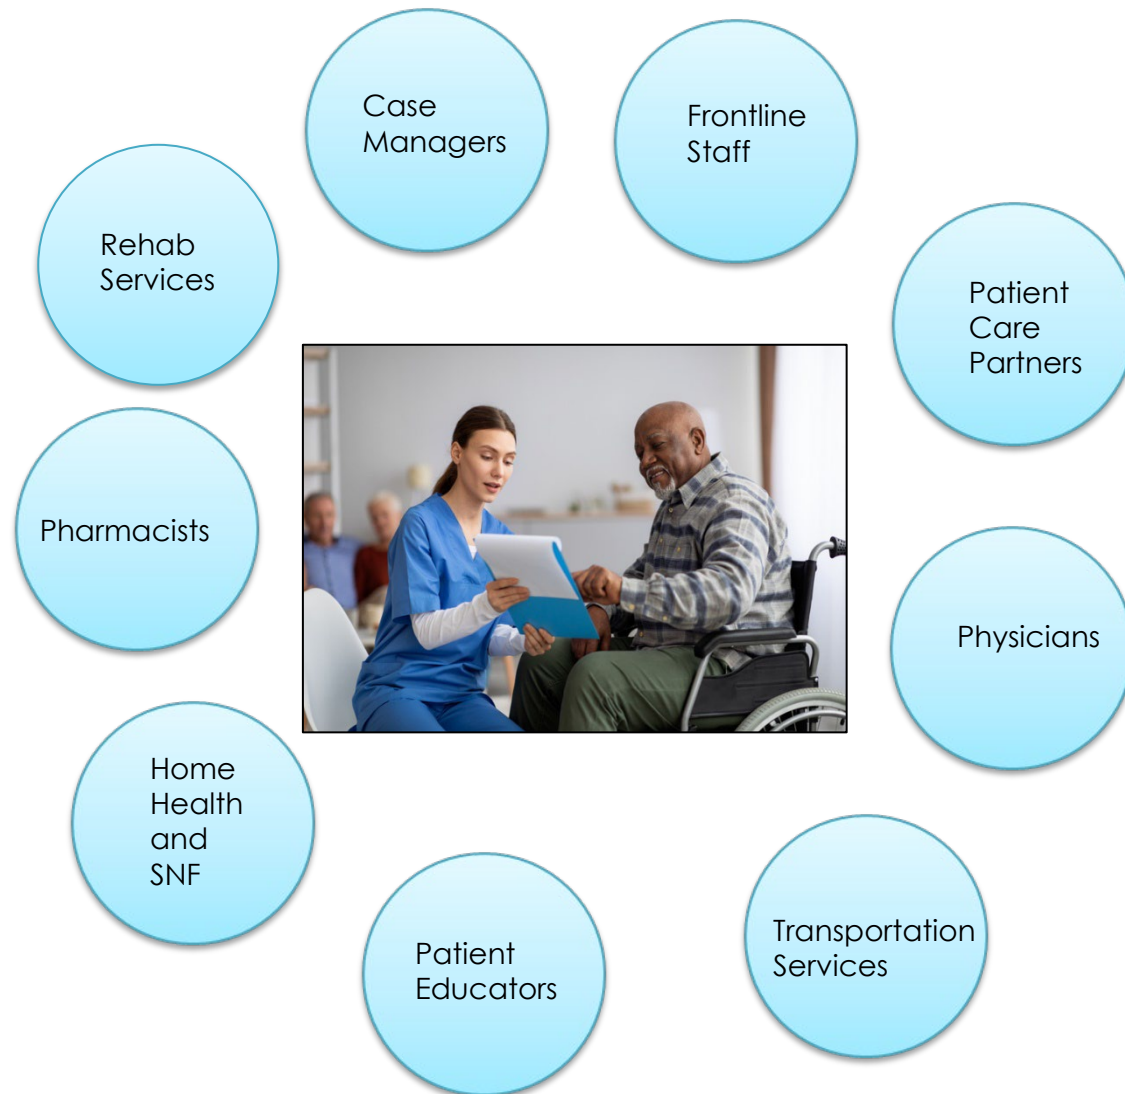 Case
Managers
Frontline
Staff
Rehab
Services
Patient
Care
Partners
Pharmacists
Physicians
Home
Health
and
SNF
Patient
Educators
Transportation
Services